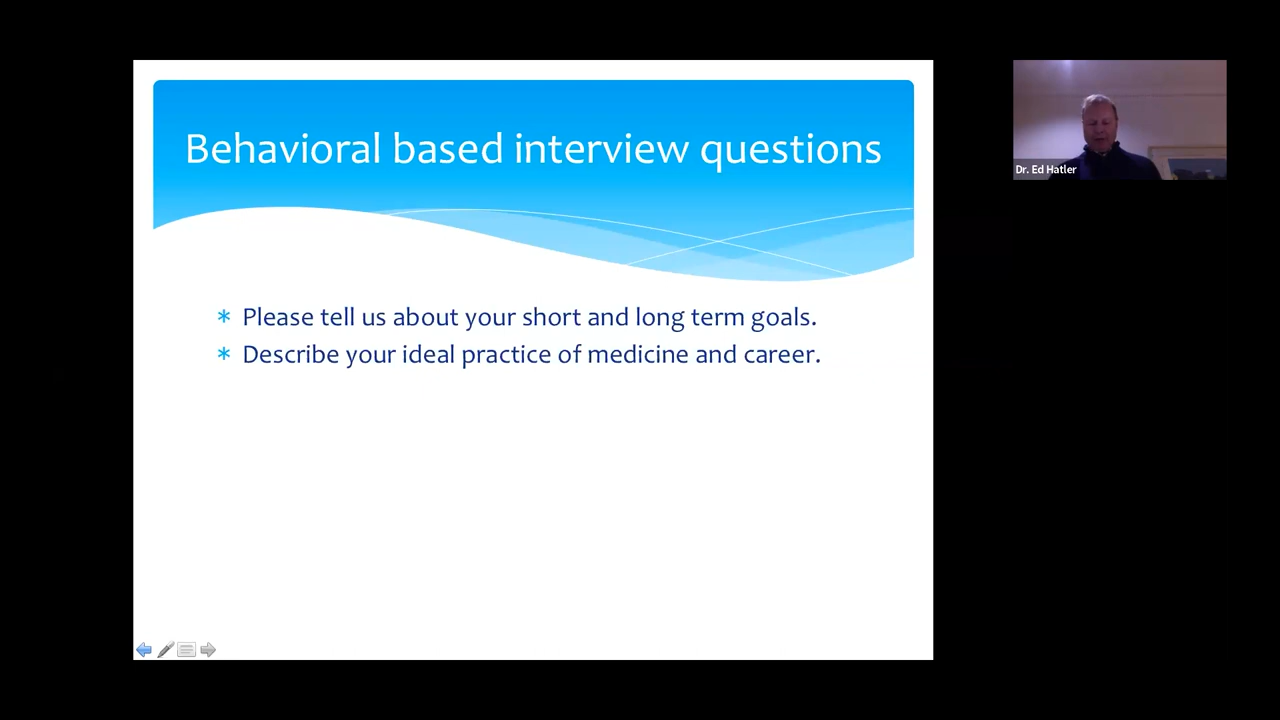 Behavioral based interview questions
* Please tell us about your short and long term goals.
* Describe your ideal practice of medicine and career.
Dr. Ed Hatler